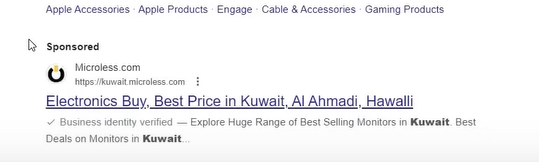 Apple Accessories · Apple Products · Engage · Cable & Accessories · Gaming Products
Sponsored
Microless.com
https://kuwait.microless.com
Electronics Buy, Best Price in Kuwait, Al Ahmadi, Hawalli
Business identity verified — Explore Huge Range of Best Selling Monitors in Kuwait. Best
Deals on Monitors in Kuwait...